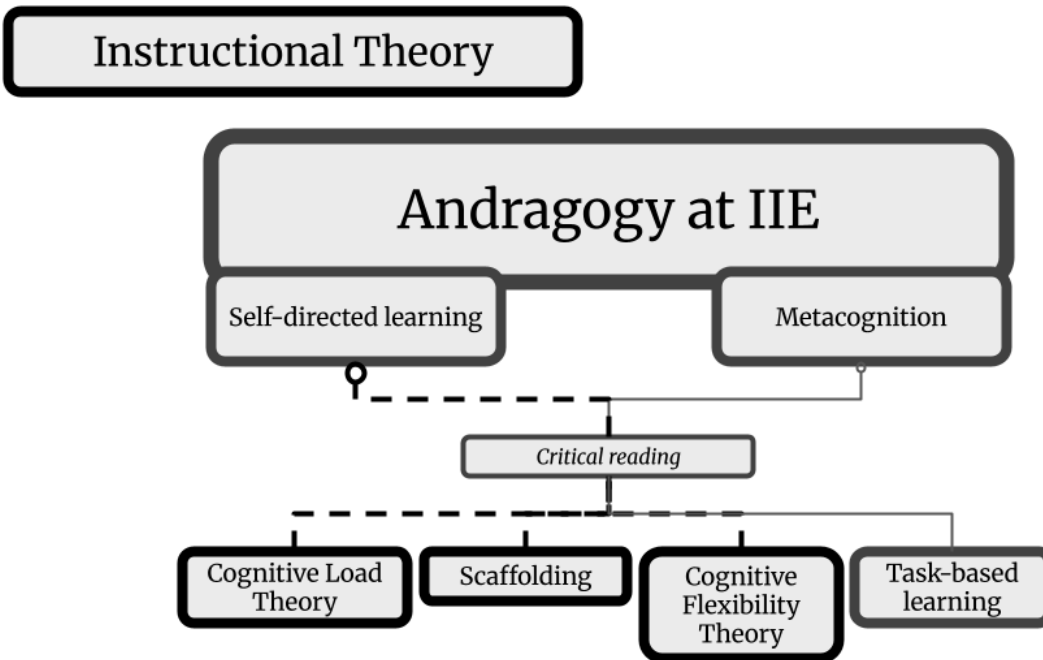 Instructional Theory
Andragogy at IIE
Self-directed learning
Metacognition
Critical reading
Cognitive Load
Theory
Scaffolding
Cognitive
Flexibility
Theory
Task-based
learning